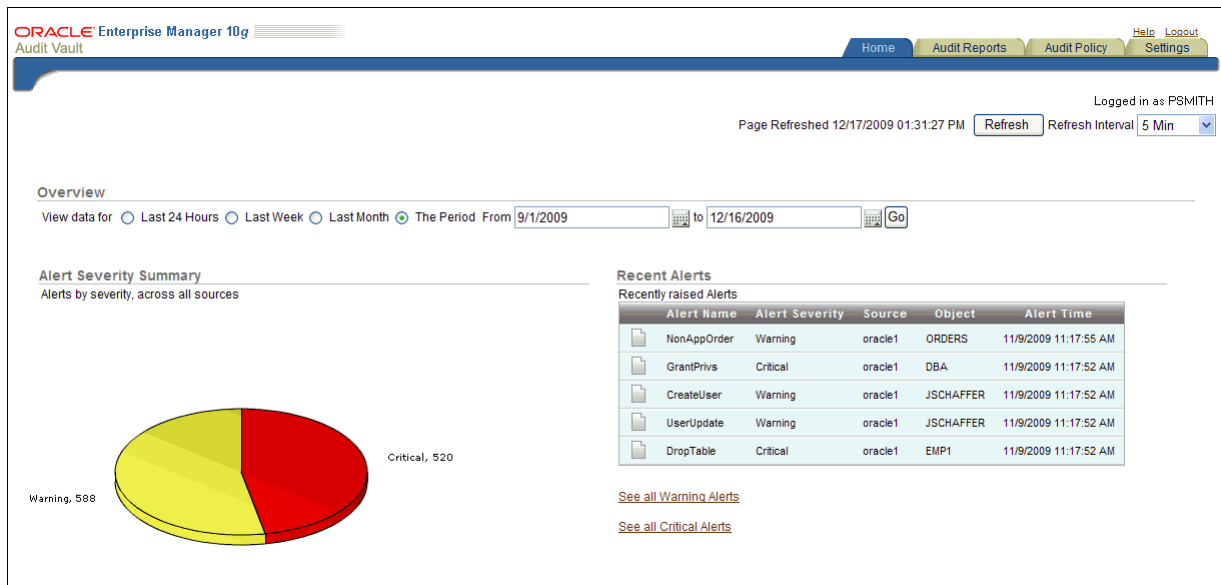 ORACLE Enterprise Manager 10g
Audit Vault
Help Logout
Home Audit Reports Audit Policy Settings
Logged in as PSMITH
Page Refreshed 12/17/2009 01:31:27 PM Refresh Refresh Interval 5 Min
Overview
View data for Last 24 Hours Last Week Last Month The Period From 9/1/2009 to 12/16/2009 Go
Alert Severity Summary
Alerts by severity, across all sources
Critical, 520
Warning, 588
Recent Alerts
Recently raised Alerts
Alert Name Alert Severity Source Object Alert Time
NonAppOrder Warning oracle1 ORDERS 11/9/2009 11:17:55 AM
GrantPrivs Critical oracle1 DBA 11/9/2009 11:17:52 AM
CreateUser Warning oracle1 JSCHAFFER 11/9/2009 11:17:52 AM
UserUpdate Warning oracle1 JSCHAFFER 11/9/2009 11:17:52 AM
DropTable Critical oracle1 EMP1 11/9/2009 11:17:52 AM
See all Warning Alerts
See all Critical Alerts